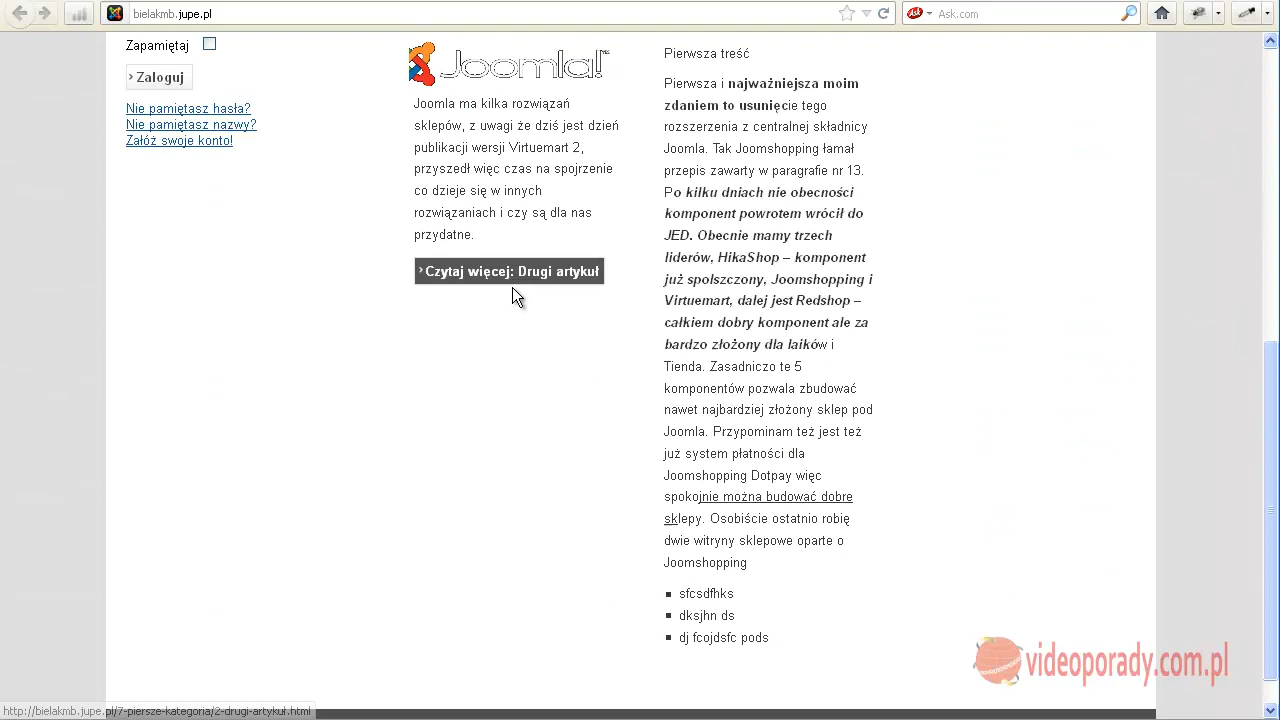 bielakmb.jupe.pl
Ask.com
Zapamiętaj
Zaloguj
Nie pamiętasz hasła?
Nie pamiętasz nazwy?
Załóż swoje konto!
Joomla!™
Joomla ma kilka rozwiązań
sklepów, z uwagi że dziś jest dzień
publikacji wersji Virtuemart 2,
przyszedł więc czas na spojrzenie
co dzieje się w innych
rozwiązaniach i czy są dla nas
przydatne.
Czytaj więcej: Drugi artykuł
Pierwsza treść
Pierwsza i najważniejsza moim
zdaniem to usunięcie tego
rozszerzenia z centralnej składnicy
Joomla. Tak Joomshopping łamał
przepis zawarty w paragrafie nr 13.
Po kilku dniach nie obecności
komponent powrotem wrócił do
JED. Obecnie mamy trzech
liderów, HikaShop – komponent
już spolszczony, Joomshopping i
Virtuemart, dalej jest Redshop –
całkiem dobry komponent ale za
bardzo złożony dla laików i
Tienda. Zasadniczo te 5
komponentów pozwala zbudować
nawet najbardziej złożony sklep pod
Joomla. Przypominam też jest też
już system płatności dla
Joomshopping Dotpay więc
spokojnie można budować dobre
sklepy. Osobiście ostatnio robię
dwie witryny sklepowe oparte o
Joomshopping
sfcsdfhks
dksjhn ds
dj fcojdsfc pods
videoporady.com.pl
http://bielakmb.jupe.pl/7-piersze-kategoria/2-drugi-artykuł.html